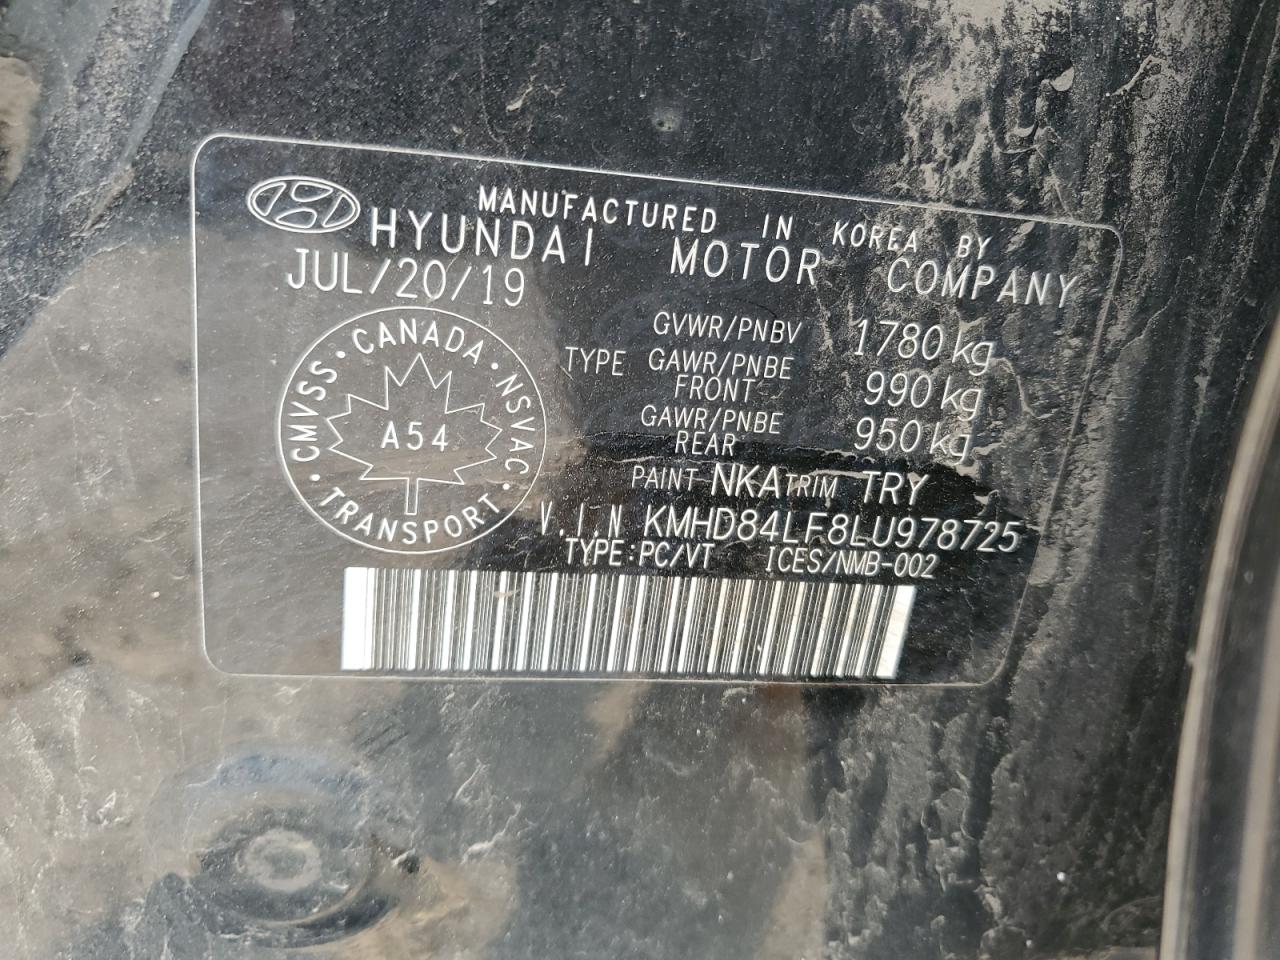 MANUFACTURED IN KOREA BY
HYUNDAI MOTOR COMPANY
JUL/20/19
GVWR/PNBV 1780 kg
TYPE GAWR/PNBE FRONT 990 kg
GAWR/PNBE REAR 950 kg
PAINT NKA TRIM TRY
V.I.N KMHD84LF8LU978725
TYPE:PC/VT ICES/NMB-002
·CMVSS·CANADA·NSVAC·
A54
TRANSPORT